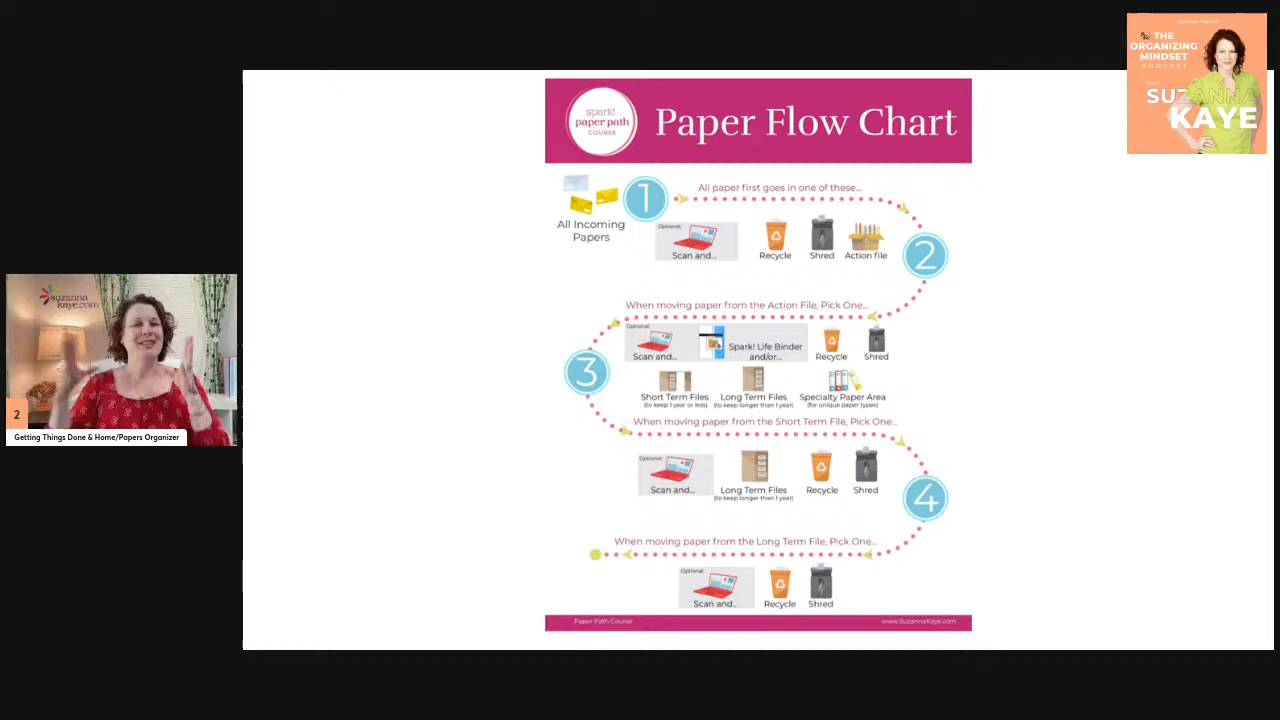 ORIGINAL PODCAST
THE
ORGANIZING
MINDSET
PODCAST
SUZANNA
KAYE
spark!
paper path
COURSE
Paper Flow Chart
1
All paper first goes in one of these...
All Incoming
Papers
Optional:
Scan and...
Recycle
Shred
Action file
2
When moving paper from the Action File, Pick One...
Optional:
Scan and...
Spark! Life Binder
and/or...
Recycle
Shred
3
Short Term Files
(to keep 1 year or less)
Long Term Files
(to keep longer than 1 year)
Specialty Paper Area
(for unique paper types)
When moving paper from the Short Term File, Pick One...
Optional:
Scan and...
Long Term Files
(to keep longer than 1 year)
Recycle
Shred
4
When moving paper from the Long Term File, Pick One...
Optional:
Scan and...
Recycle
Shred
Paper Path Course
www.SuzannaKaye.com
suzanna
kaye.com
2
Getting Things Done & Home/Papers Organizer